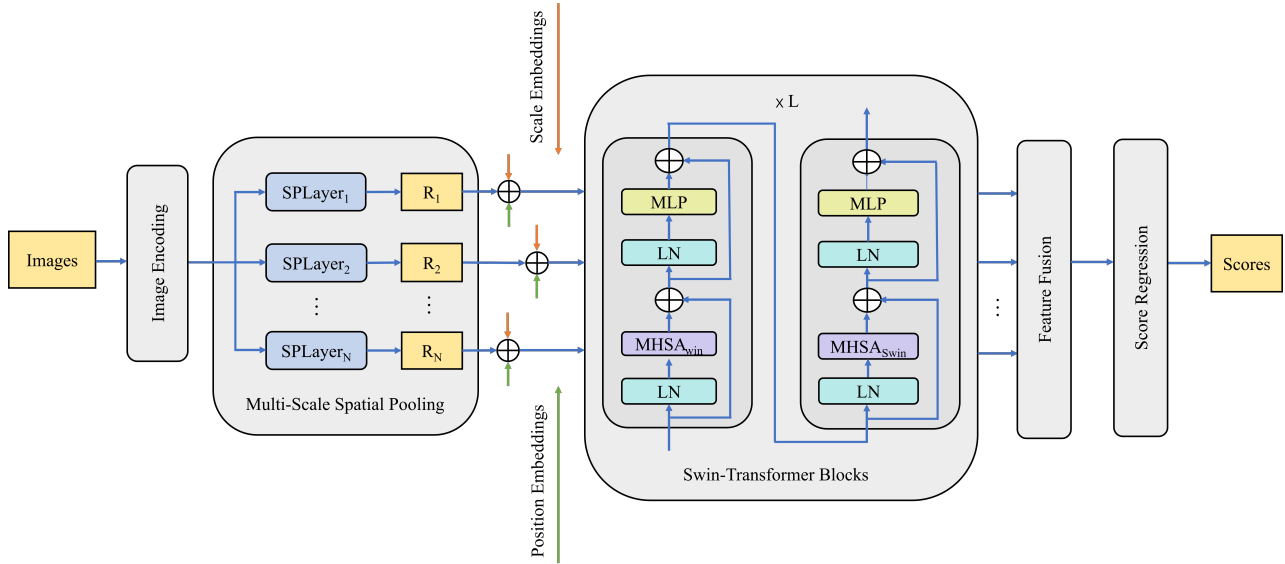 Images
Image Encoding
SPLayer1
R1
SPLayer2
R2
⋮
⋮
SPLayerN
RN
Multi-Scale Spatial Pooling
Scale Embeddings
Position Embeddings
x L
MLP
LN
MHSAwin
LN
MLP
LN
MHSASwin
LN
Swin-Transformer Blocks
⋮
Feature Fusion
Score Regression
Scores